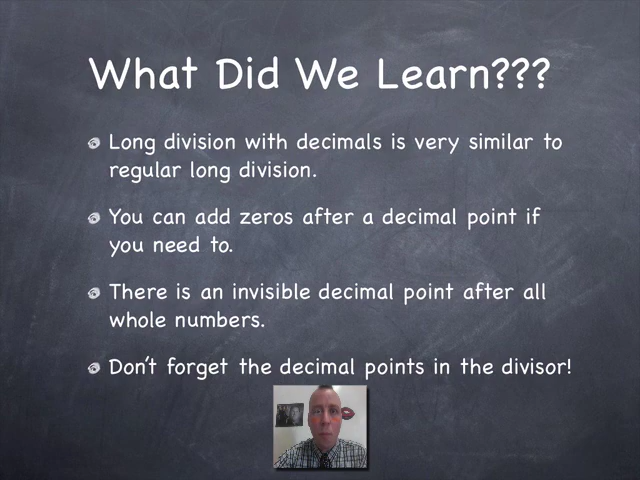 What Did We Learn???
Long division with decimals is very similar to
regular long division.
You can add zeros after a decimal point if
you need to.
There is an invisible decimal point after all
whole numbers.
Don't forget the decimal points in the divisor!